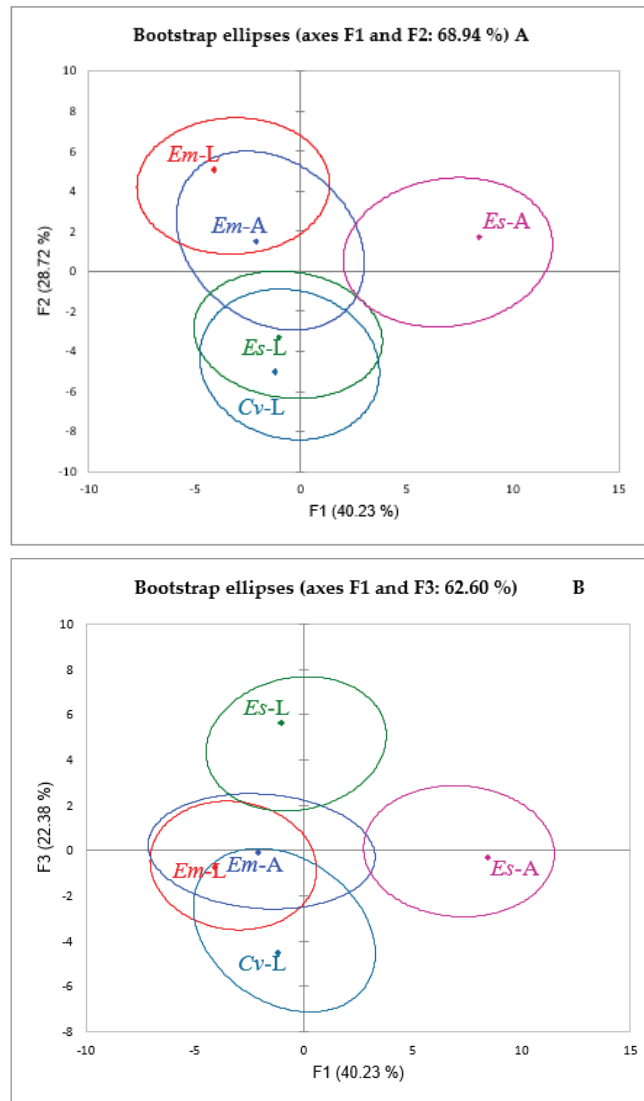 Bootstrap ellipses (axes F1 and F2: 68.94 %) A
10
8
6
4
2
0
-2
-4
-6
-8
-10
-10
-5
0
5
10
15
F2 (28.72 %)
F1 (40.23 %)
Em-L
Em-A
Es-A
Es-L
Cv-L
Bootstrap ellipses (axes F1 and F3: 62.60 %) B
10
8
6
4
2
0
-2
-4
-6
-8
-10
-5
0
5
10
15
F3 (22.38 %)
F1 (40.23 %)
Es-L
Em-L
Em-A
Es-A
Cv-L